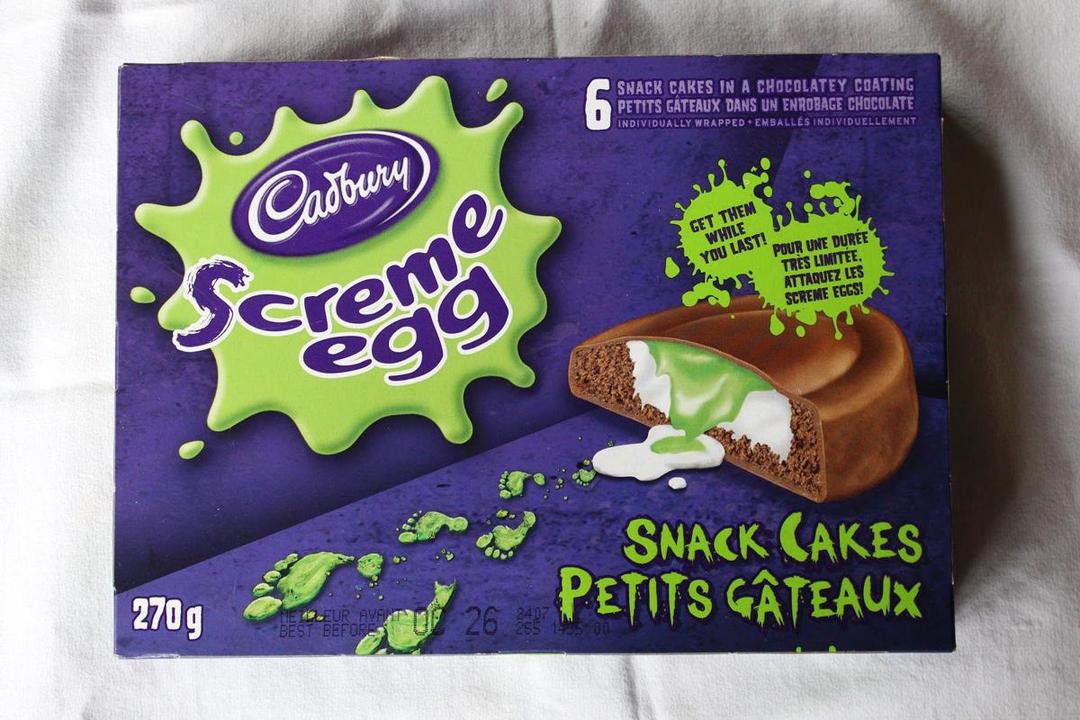 6 SNACK CAKES IN A CHOCOLATEY COATING
PETITS GÂTEAUX DANS UN ENROBAGE CHOCOLATÉ
INDIVIDUALLY WRAPPED • EMBALLÉS INDIVIDUELLEMENT
Cadbury
Screme
egg
GET THEM
WHILE
YOU LAST!
POUR UNE DURÉE
TRÈS LIMITÉE,
ATTAQUEZ LES
SCREME EGGS!
SNACK CAKES
PETITS GÂTEAUX
270 g
MEILLEUR AVANT
BEST BEFORE 26